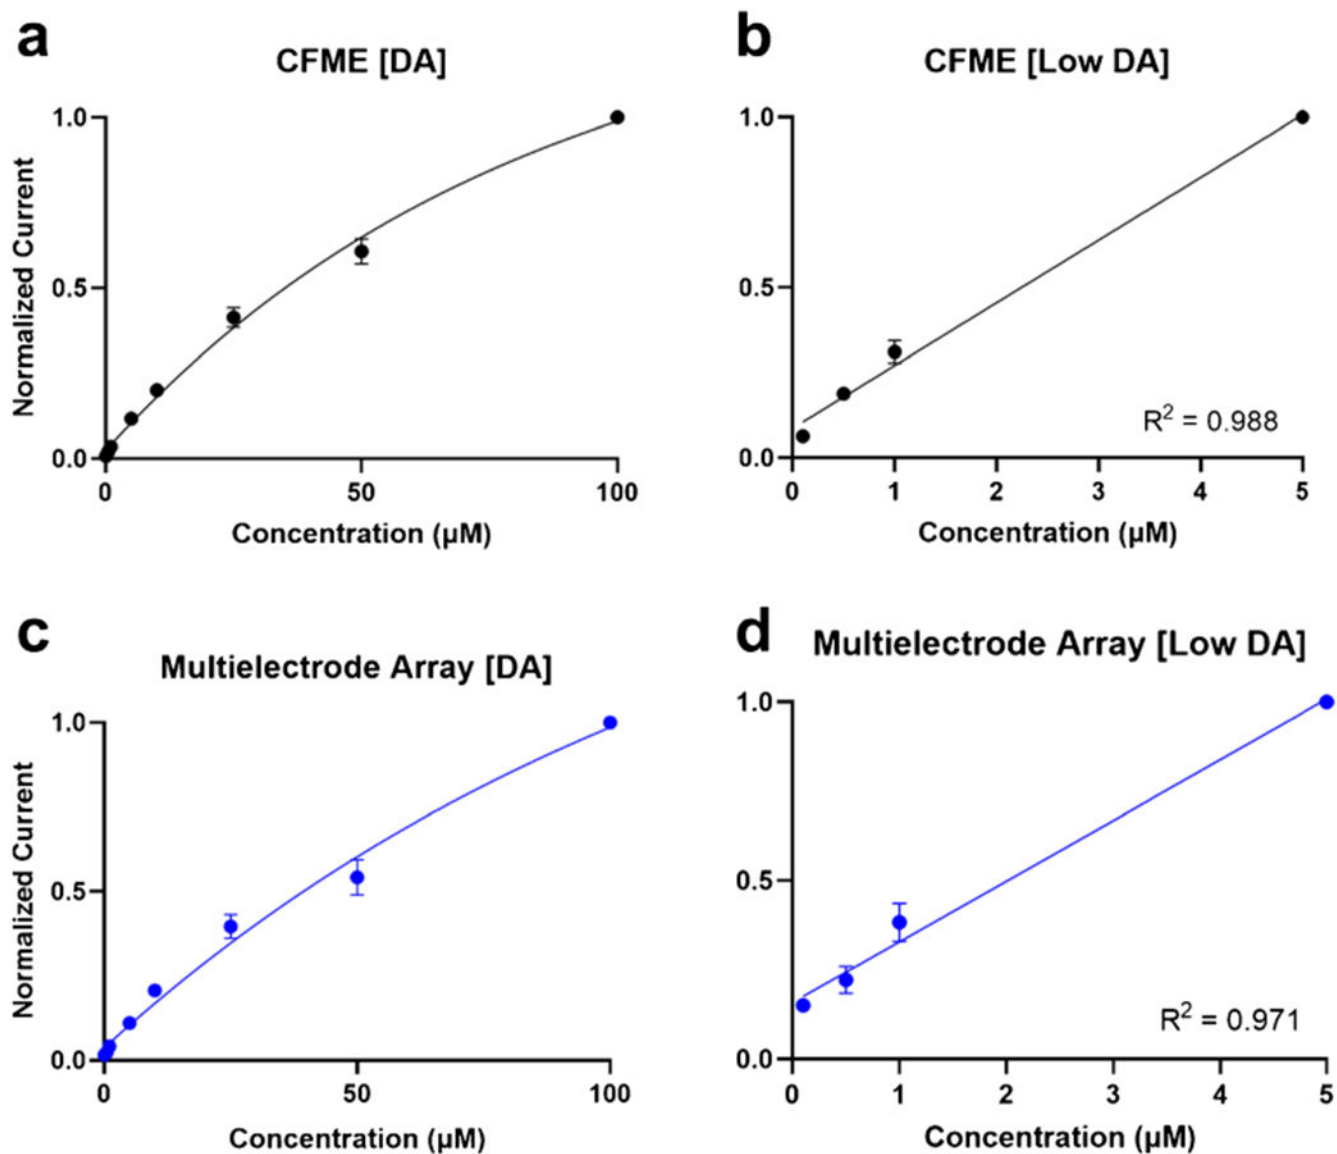 a
CFME [DA]
1.0
0.5
0.0
Normalized Current
0
50
100
Concentration (µM)
b
CFME [Low DA]
1.0
0.5
0.0
R² = 0.988
0
1
2
3
4
5
Concentration (µM)
c
Multielectrode Array [DA]
1.0
0.5
0.0
Normalized Current
0
50
100
Concentration (µM)
d
Multielectrode Array [Low DA]
1.0
0.5
0.0
R² = 0.971
0
1
2
3
4
5
Concentration (µM)